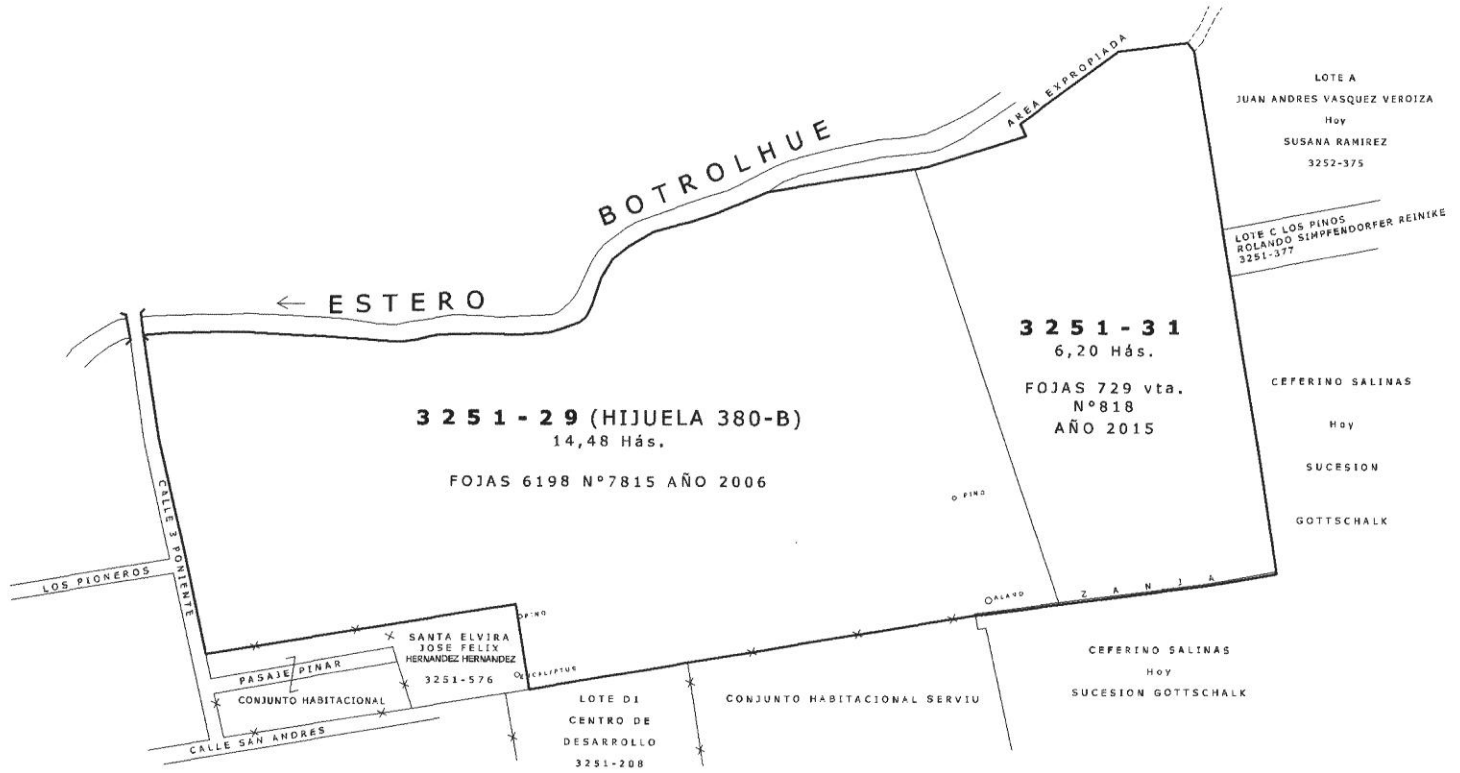 AREA EXPROPIADA
LOTE A
JUAN ANDRES VASQUEZ VEROIZA
Hoy
SUSANA RAMIREZ
3252-375
BOTROLHUE
LOTE C LOS PINOS
ROLANDO SIMPFENDORFER REINIKE
3251-377
← ESTERO
3251-31
6,20 Hás.
FOJAS 729 vta.
N°818
AÑO 2015
CEFERINO SALINAS
Hoy
SUCESION
GOTTSCHALK
3251-29 (HIJUELA 380-B)
14,48 Hás.
FOJAS 6198 N°7815 AÑO 2006
PINO
CALLE 3 PONIENTE
LOS PIONEROS
ALAMO
ZANJA
PINO
SANTA ELVIRA
JOSE FELIX
HERNANDEZ HERNANDEZ
3251-576
EUCALIPTUS
PASAJE PINAR
CONJUNTO HABITACIONAL
CALLE SAN ANDRES
LOTE D1
CENTRO DE
DESARROLLO
3251-208
CONJUNTO HABITACIONAL SERVIU
CEFERINO SALINAS
Hoy
SUCESION GOTTSCHALK